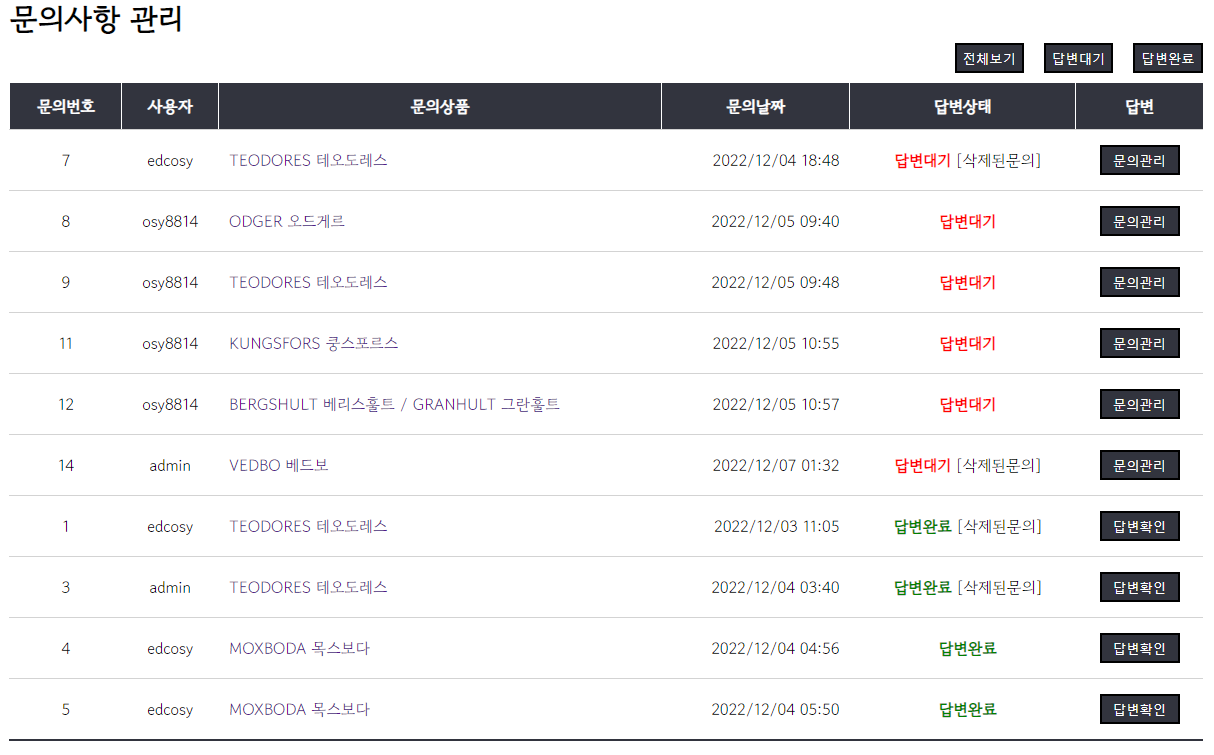 문의사항 관리
전체보기 답변대기 답변완료
문의번호 사용자 문의상품 문의날짜 답변상태 답변
7 edcosy TEODORES 테오도레스 2022/12/04 18:48 답변대기 [삭제된문의] 문의관리
8 osy8814 ODGER 오드게르 2022/12/05 09:40 답변대기 문의관리
9 osy8814 TEODORES 테오도레스 2022/12/05 09:48 답변대기 문의관리
11 osy8814 KUNGSFORS 쿵스포르스 2022/12/05 10:55 답변대기 문의관리
12 osy8814 BERGSHULT 베리스훌트 / GRANHULT 그란훌트 2022/12/05 10:57 답변대기 문의관리
14 admin VEDBO 베드보 2022/12/07 01:32 답변대기 [삭제된문의] 문의관리
1 edcosy TEODORES 테오도레스 2022/12/03 11:05 답변완료 [삭제된문의] 답변확인
3 admin TEODORES 테오도레스 2022/12/04 03:40 답변완료 [삭제된문의] 답변확인
4 edcosy MOXBODA 목스보다 2022/12/04 04:56 답변완료 답변확인
5 edcosy MOXBODA 목스보다 2022/12/04 05:50 답변완료 답변확인